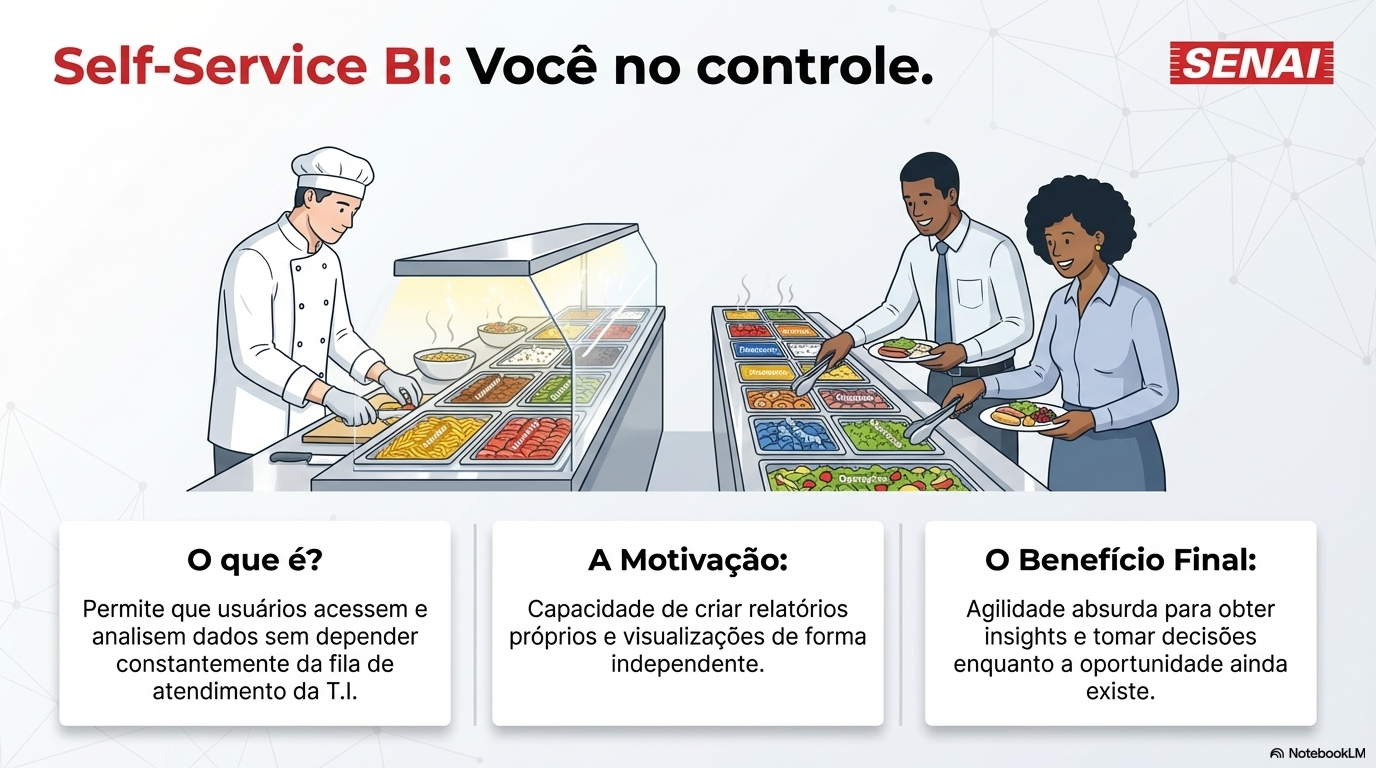 Self-Service BI: Você no controle.
SENAI
O que é?
Permite que usuários acessem e
analisem dados sem depender
constantemente da fila de
atendimento da T.I.
A Motivação:
Capacidade de criar relatórios
próprios e visualizações de forma
independente.
O Benefício Final:
Agilidade absurda para obter
insights e tomar decisões
enquanto a oportunidade ainda
existe.
NotebookLM